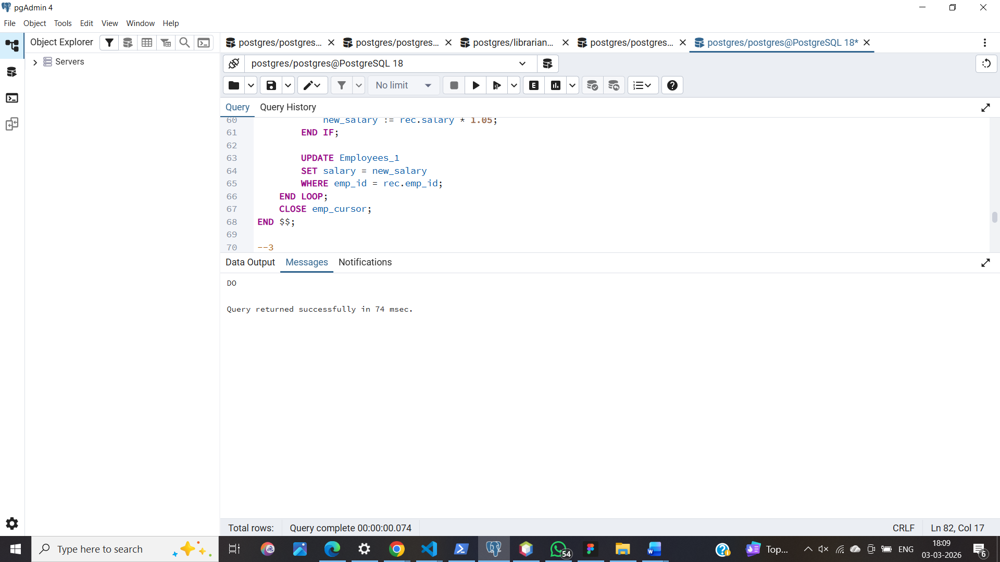 pgAdmin 4
File Object Tools Edit View Window Help
Object Explorer
Servers
postgres/postgres...
postgres/postgres...
postgres/librarian...
postgres/postgres...
postgres/postgres@PostgreSQL 18*
postgres/postgres@PostgreSQL 18
No limit
E
Query Query History
60 new_salary := rec.salary * 1.05;
61 END IF;
62
63 UPDATE Employees_1
64 SET salary = new_salary
65 WHERE emp_id = rec.emp_id;
66 END LOOP;
67 CLOSE emp_cursor;
68 END $$;
69
70 --3
Data Output Messages Notifications
DO
Query returned successfully in 74 msec.
Total rows: Query complete 00:00:00.074 CRLF Ln 82, Col 17
Type here to search
54
W
Top...
ENG
18:09
03-03-2026
6